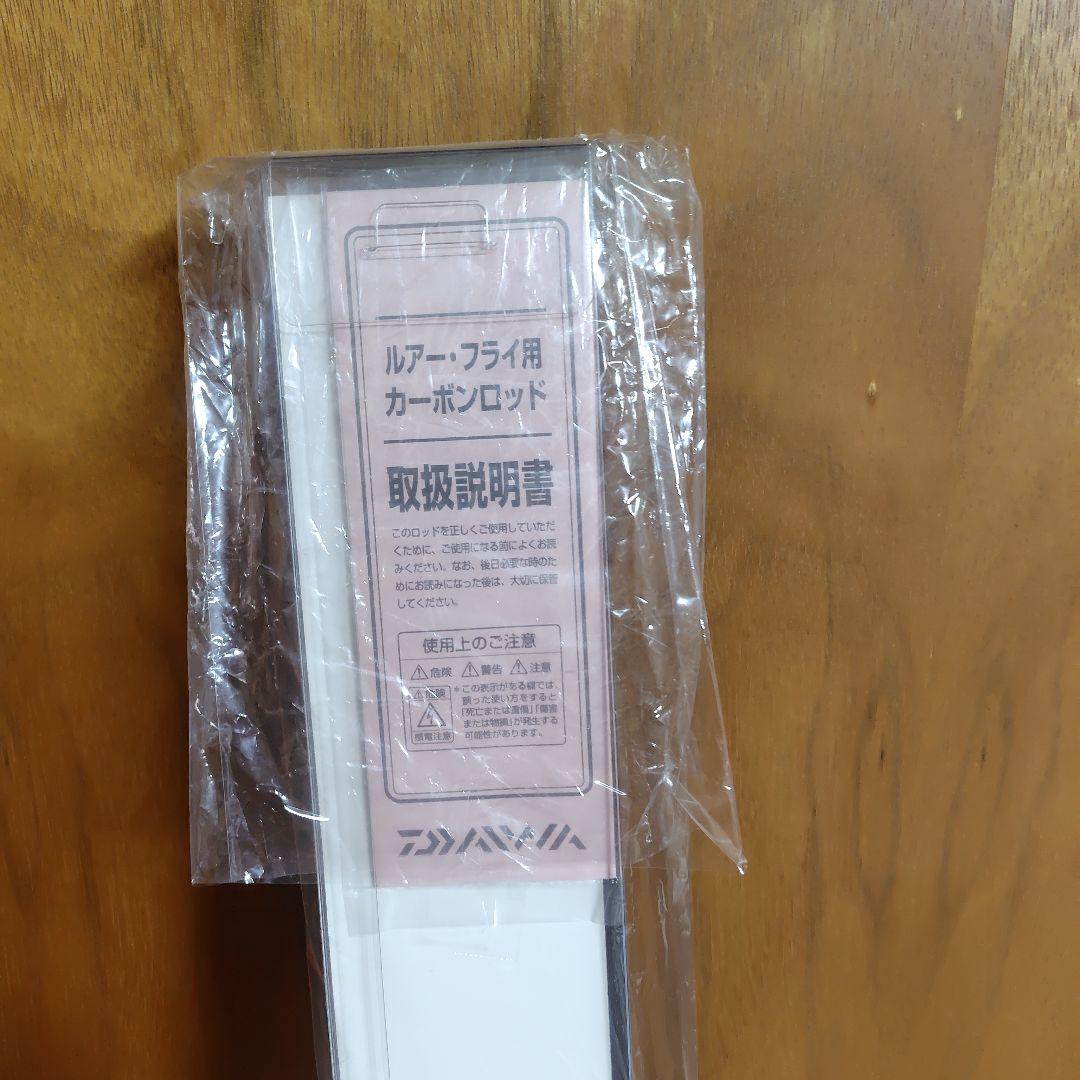 ルアー・フライ用
カーボンロッド
取扱説明書
このロッドを正しくご使用していただ
くために、ご使用になる前によくお読
みください。なお、後日必要な時のた
めにお読みになった後は、大切に保管
してください。
使用上のご注意
危険 警告 注意
危険
感電注意
*この表示がある欄では、
誤った使い方をすると
「死亡または重傷」「傷害
または物損」が発生する
可能性があります。
DAIWA